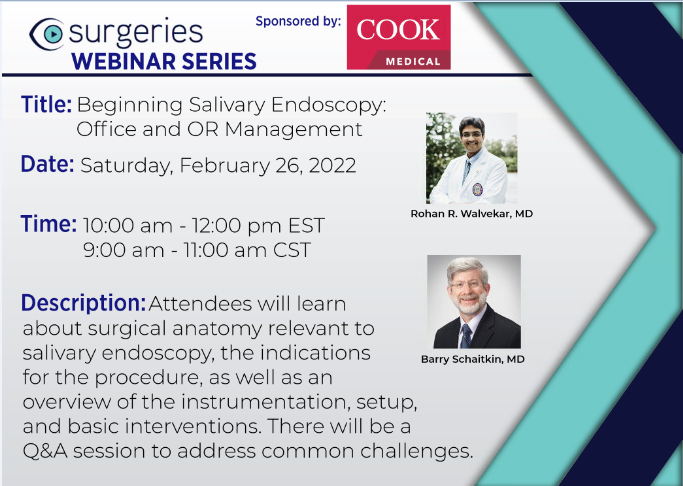 surgeries
WEBINAR SERIES
Sponsored by:
COOK
MEDICAL
Title: Beginning Salivary Endoscopy:
Office and OR Management
Date: Saturday, February 26, 2022
Time: 10:00 am - 12:00 pm EST
9:00 am - 11:00 am CST
Rohan R. Walvekar, MD
Barry Schaitkin, MD
Description: Attendees will learn
about surgical anatomy relevant to
salivary endoscopy, the indications
for the procedure, as well as an
overview of the instrumentation, setup,
and basic interventions. There will be a
Q&A session to address common challenges.